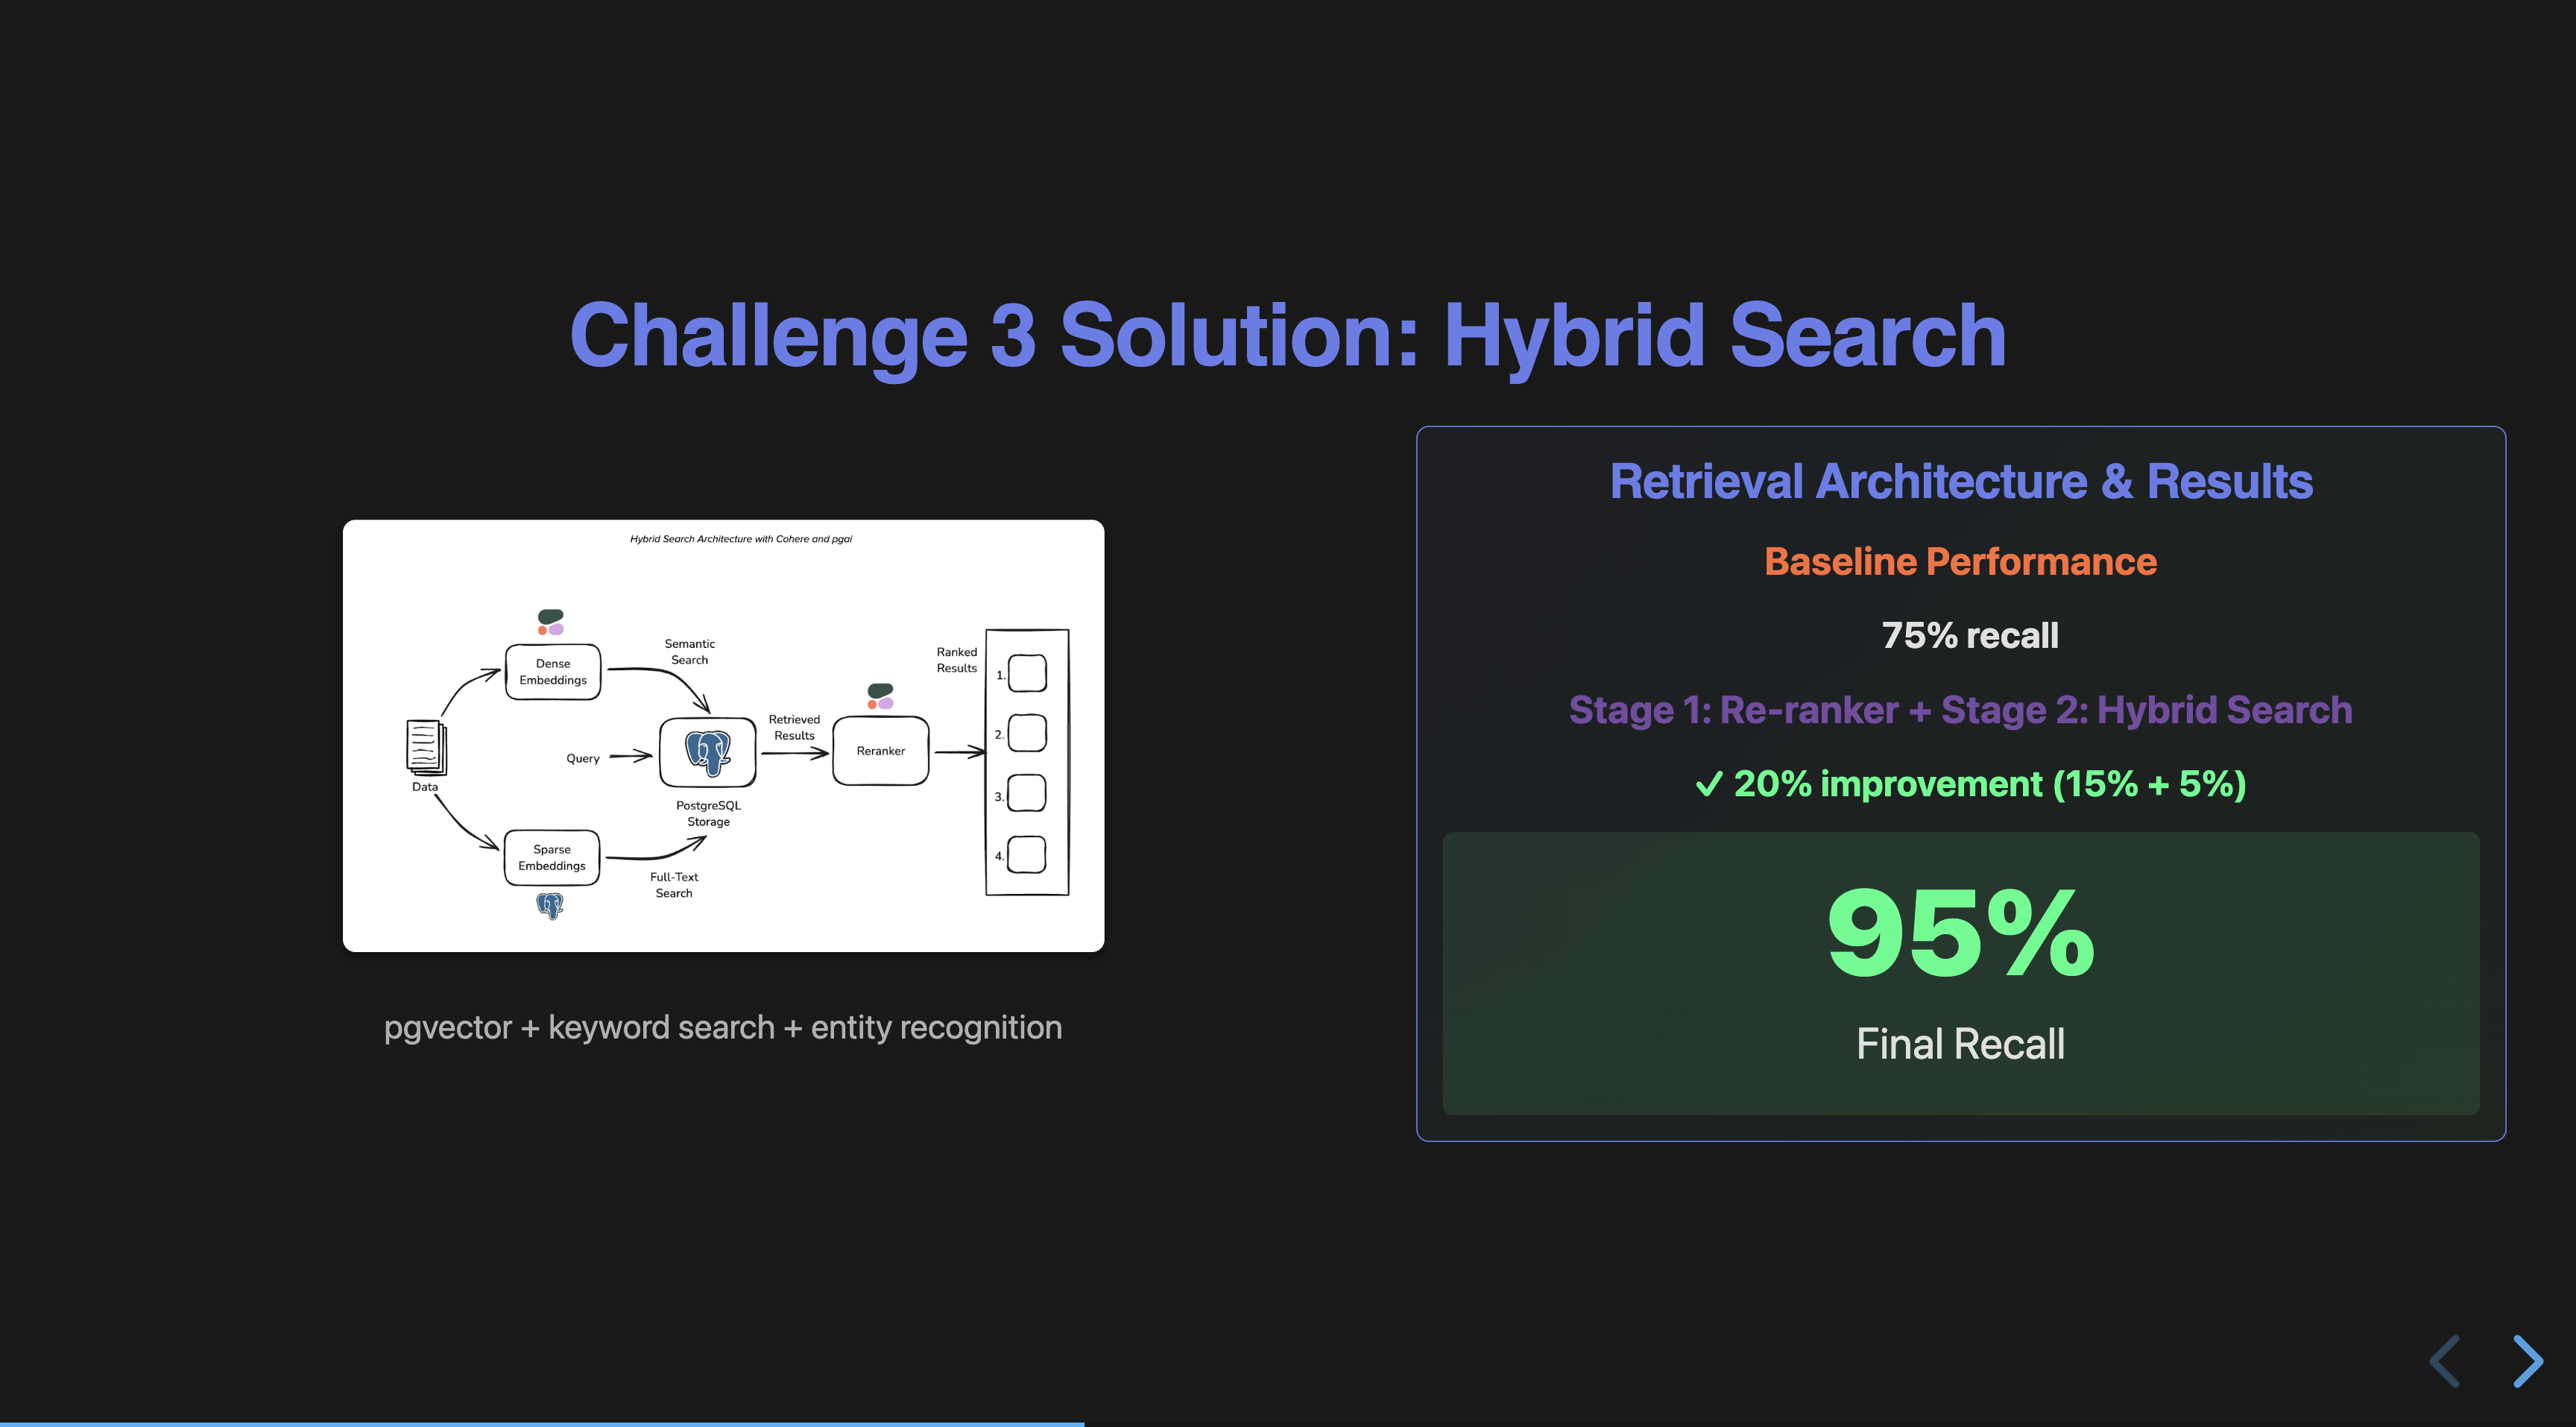 Challenge 3 Solution: Hybrid Search
Hybrid Search Architecture with Cohere and pgai
Dense
Embeddings
Semantic
Search
Data
Query
PostgreSQL
Storage
Sparse
Embeddings
Full-Text
Search
Retrieved
Results
Reranker
Ranked
Results
1.
2.
3.
4.
pgvector + keyword search + entity recognition
Retrieval Architecture & Results
Baseline Performance
75% recall
Stage 1: Re-ranker + Stage 2: Hybrid Search
✓ 20% improvement (15% + 5%)
95%
Final Recall